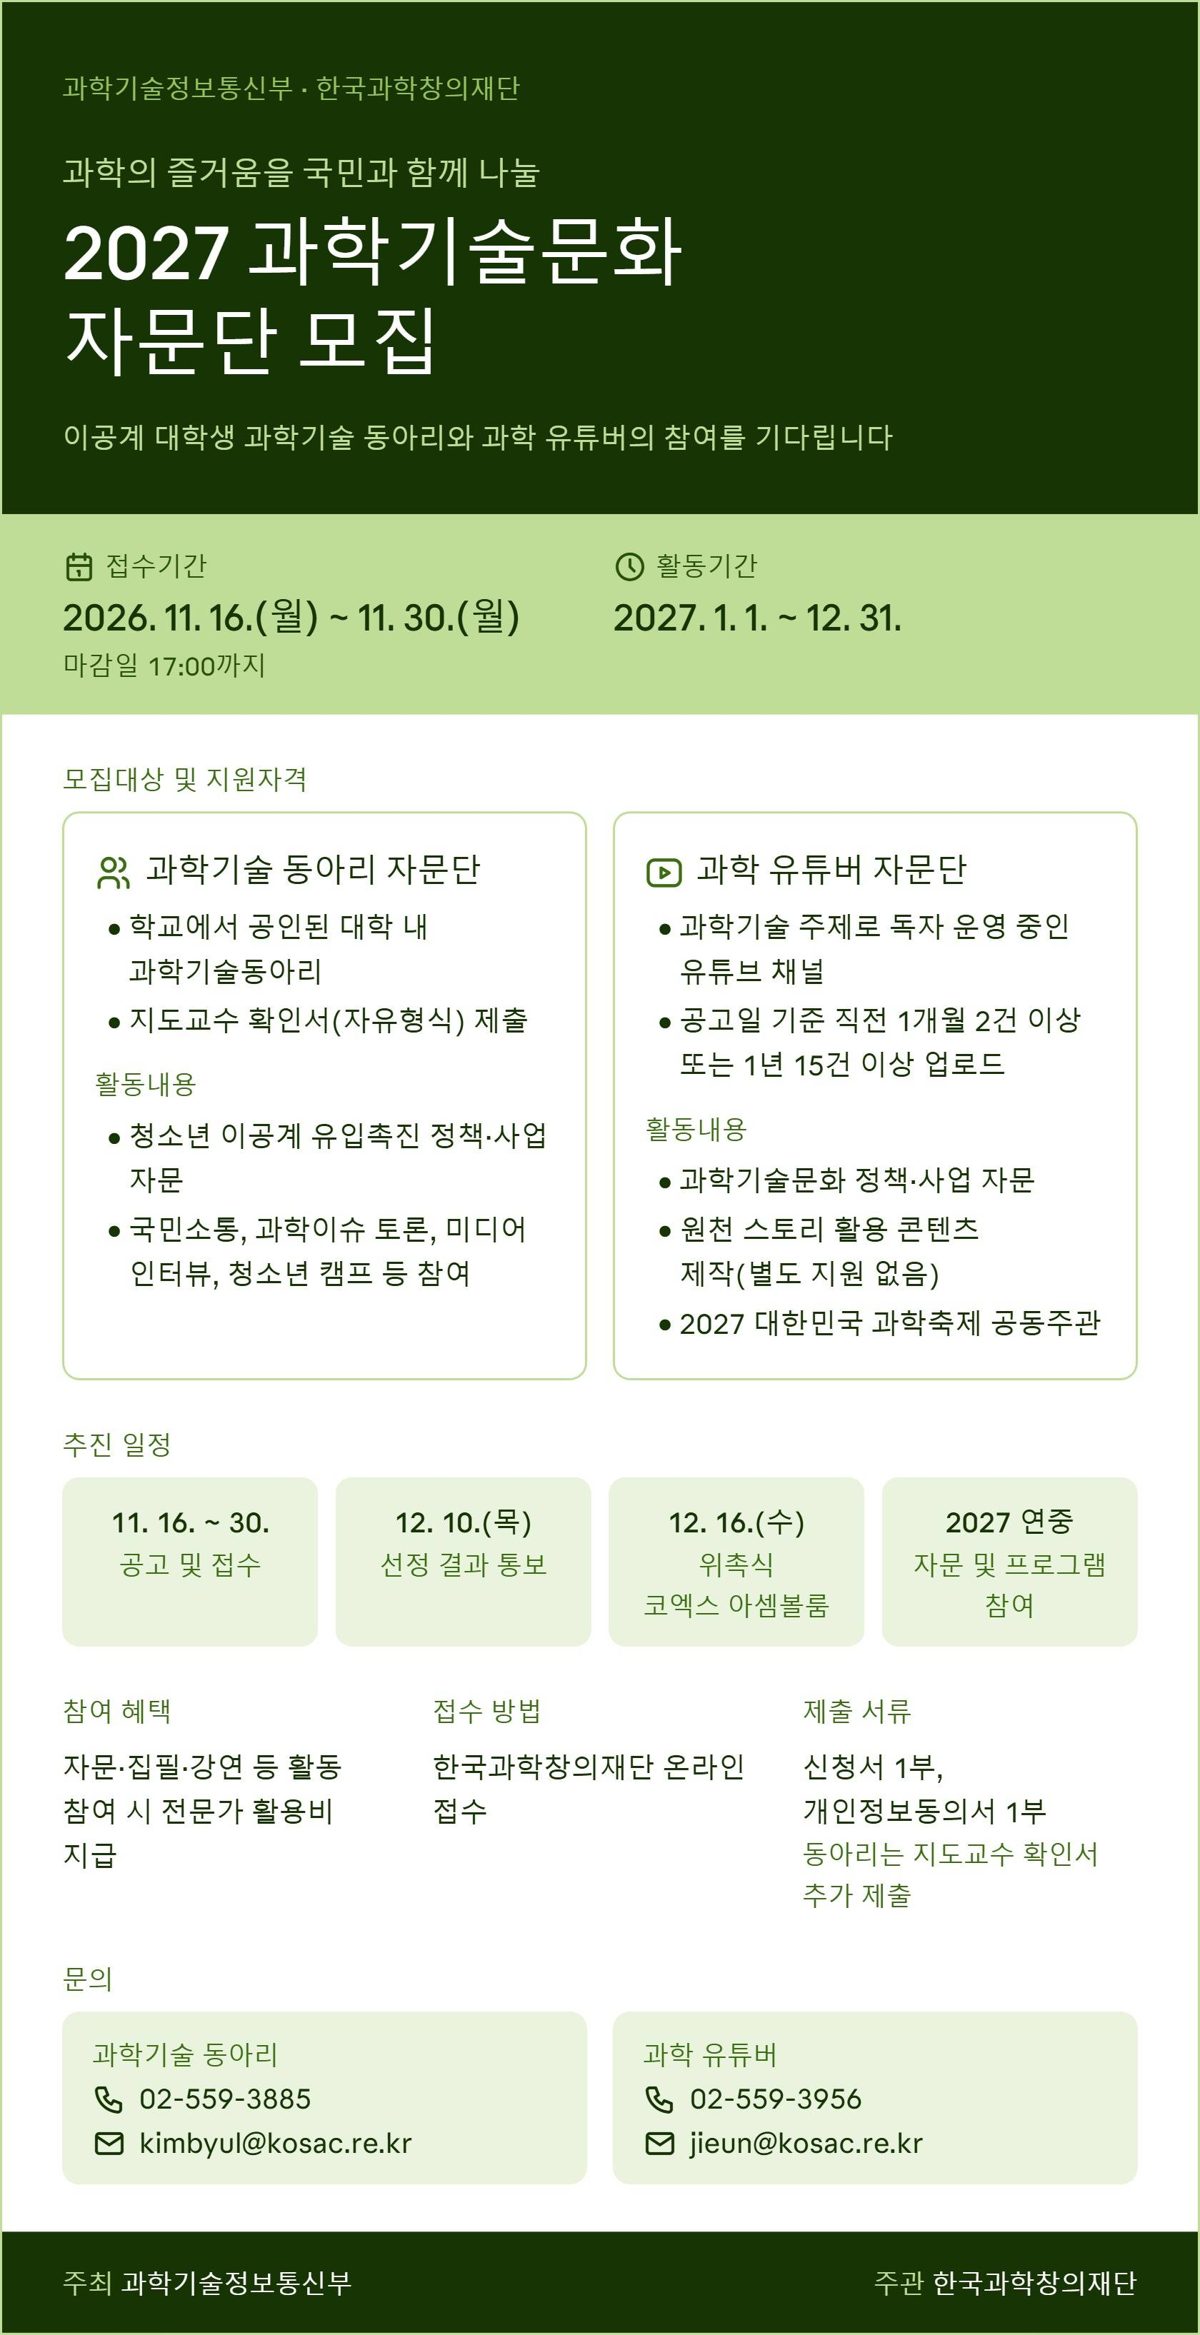 과학기술정보통신부 · 한국과학창의재단
과학의 즐거움을 국민과 함께 나눌
2027 과학기술문화
자문단 모집
이공계 대학생 과학기술 동아리와 과학 유튜버의 참여를 기다립니다
접수기간
2026. 11. 16.(월) ~ 11. 30.(월)
마감일 17:00까지
활동기간
2027. 1. 1. ~ 12. 31.
모집대상 및 지원자격
과학기술 동아리 자문단
• 학교에서 공인된 대학 내
과학기술동아리
• 지도교수 확인서(자유형식) 제출
활동내용
• 청소년 이공계 유입촉진 정책·사업
자문
• 국민소통, 과학이슈 토론, 미디어
인터뷰, 청소년 캠프 등 참여
과학 유튜버 자문단
• 과학기술 주제로 독자 운영 중인
유튜브 채널
• 공고일 기준 직전 1개월 2건 이상
또는 1년 15건 이상 업로드
활동내용
• 과학기술문화 정책·사업 자문
• 원천 스토리 활용 콘텐츠
제작(별도 지원 없음)
• 2027 대한민국 과학축제 공동주관
추진 일정
11. 16. ~ 30.
공고 및 접수
12. 10.(목)
선정 결과 통보
12. 16.(수)
위촉식
코엑스 아셈볼룸
2027 연중
자문 및 프로그램
참여
참여 혜택
자문·집필·강연 등 활동
참여 시 전문가 활용비
지급
접수 방법
한국과학창의재단 온라인
접수
제출 서류
신청서 1부,
개인정보동의서 1부
동아리는 지도교수 확인서
추가 제출
문의
과학기술 동아리
02-559-3885
kimbyul@kosac.re.kr
과학 유튜버
02-559-3956
jieun@kosac.re.kr
주최 과학기술정보통신부
주관 한국과학창의재단